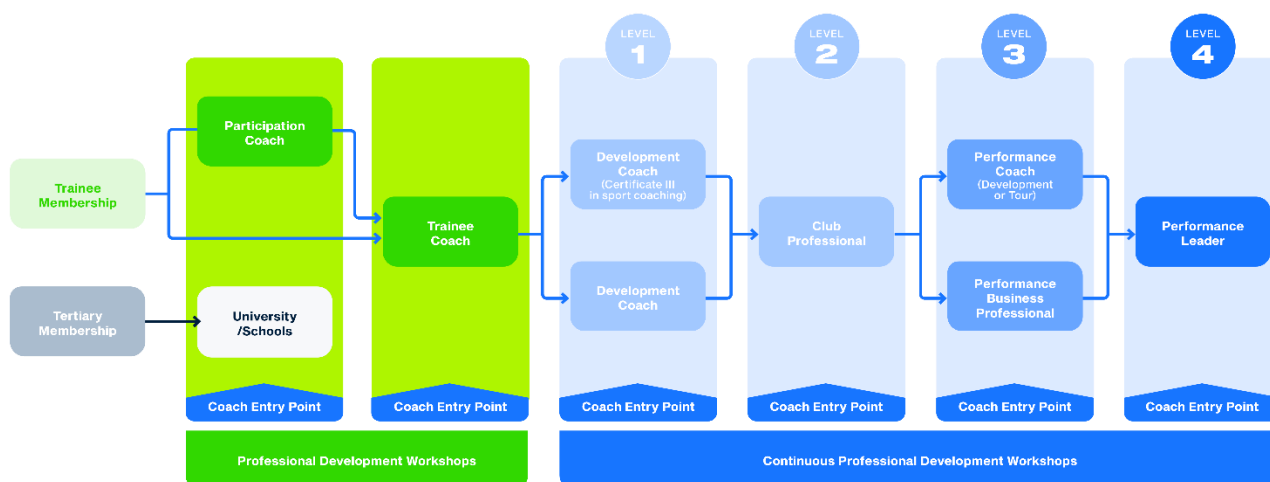 LEVEL
1
LEVEL
2
LEVEL
3
LEVEL
4
Trainee
Membership
Tertiary
Membership
Participation
Coach
University
/Schools
Trainee
Coach
Development
Coach
(Certificate III
in sport coaching)
Development
Coach
Club
Professional
Performance
Coach
(Development
or Tour)
Performance
Business
Professional
Performance
Leader
Coach Entry Point
Coach Entry Point
Coach Entry Point
Coach Entry Point
Coach Entry Point
Coach Entry Point
Professional Development Workshops
Continuous Professional Development Workshops